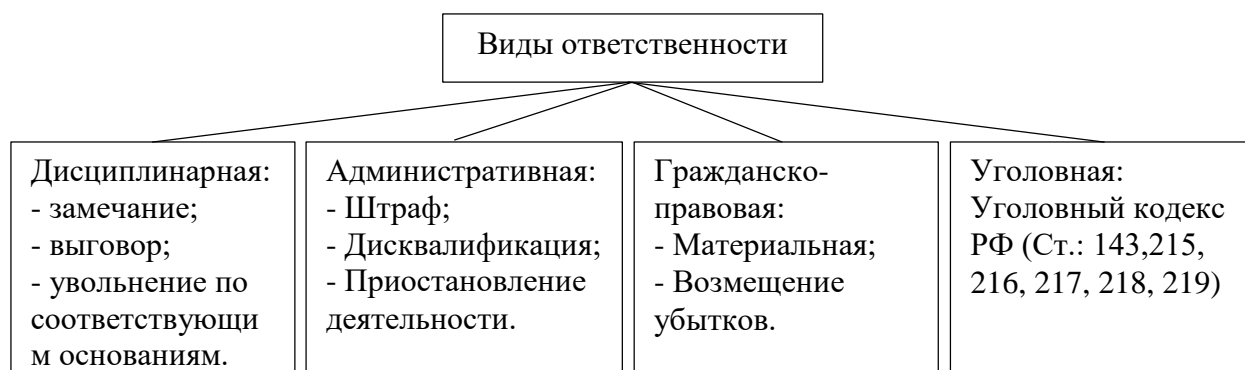 Виды ответственности
Дисциплинарная:
- замечание;
- выговор;
- увольнение по
соответствующи
м основаниям.
Административная:
- Штраф;
- Дисквалификация;
- Приостановление
деятельности.
Гражданско-
правовая:
- Материальная;
- Возмещение
убытков.
Уголовная:
Уголовный кодекс
РФ (Ст.: 143,215,
216, 217, 218, 219)